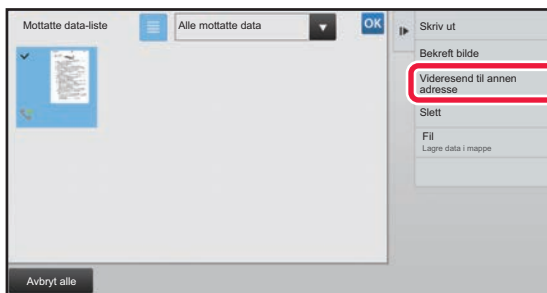 Mottatte data-liste
Alle mottatte data
OK
Skriv ut
Bekreft bilde
Videresend til annen
adresse
Slett
Fil
Lagre data i mappe
Avbryt alle